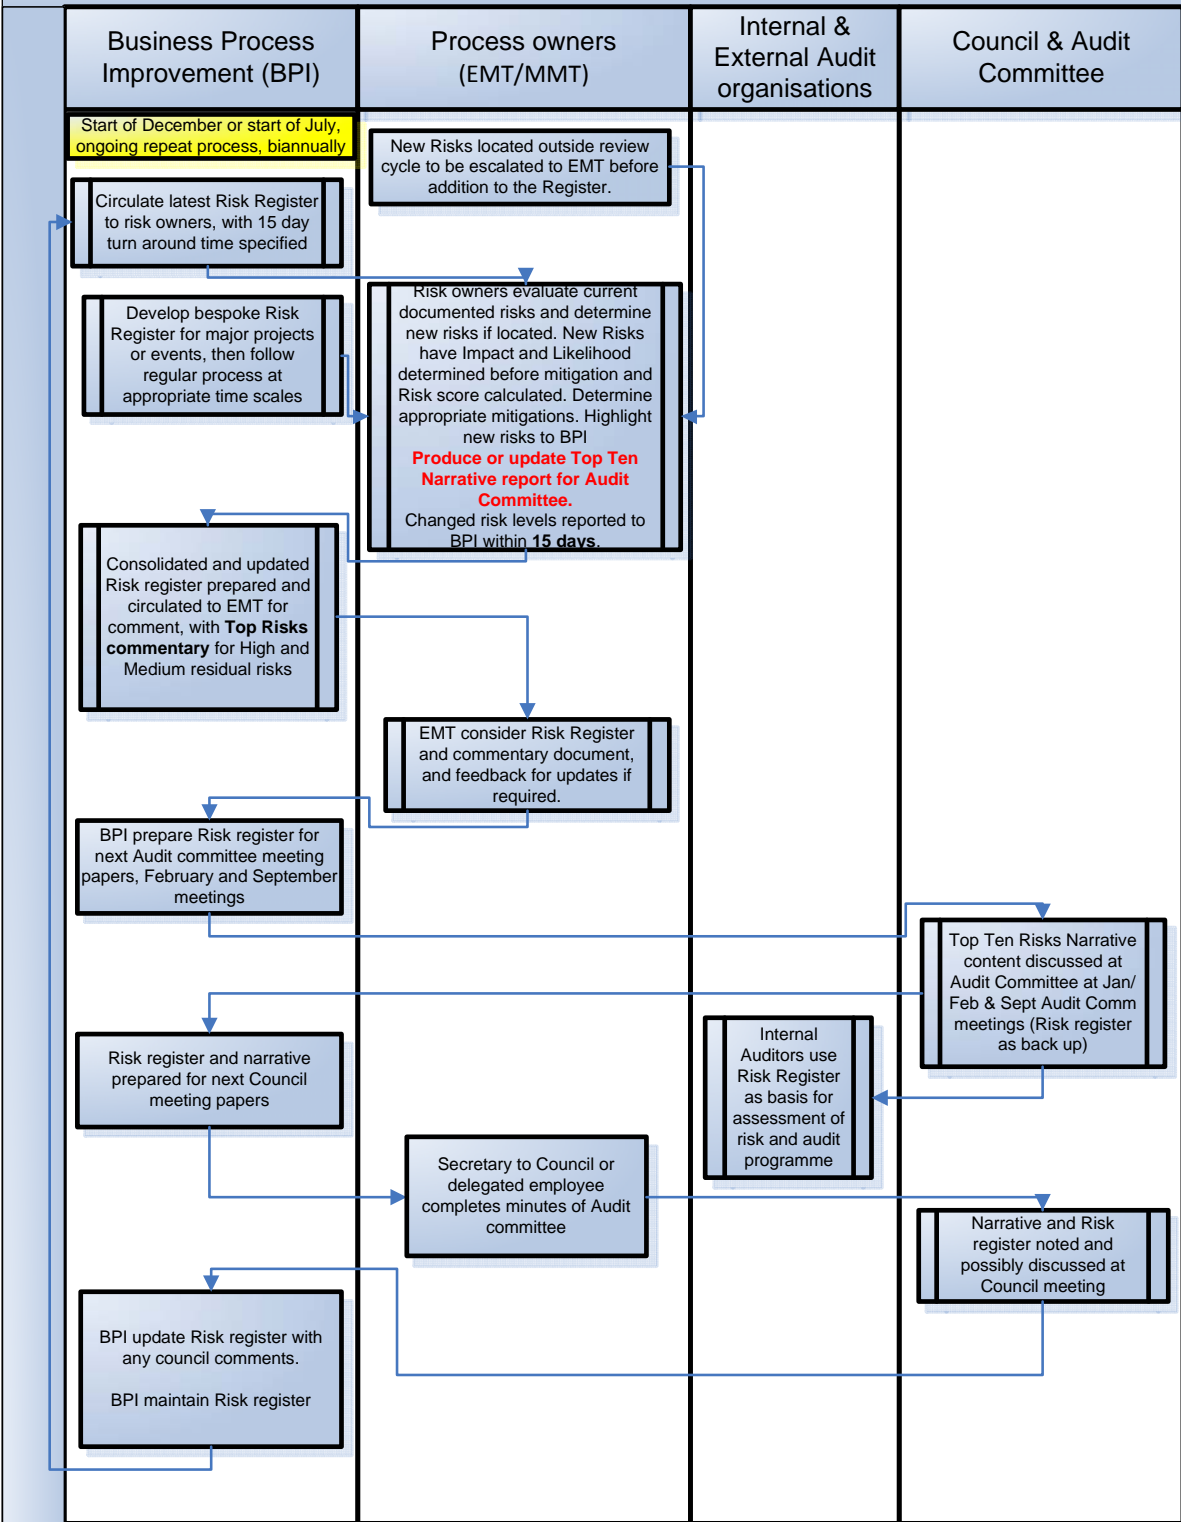 Business Process
Improvement (BPI)
Process owners
(EMT/MMT)
Internal &
External Audit
organisations
Council & Audit
Committee
Start of December or start of July,
ongoing repeat process, biannually
New Risks located outside review
cycle to be escalated to EMT before
addition to the Register.
Circulate latest Risk Register
to risk owners, with 15 day
turn around time specified
Develop bespoke Risk
Register for major projects
or events, then follow
regular process at
appropriate time scales
Risk owners evaluate current
documented risks and determine
new risks if located. New Risks
have Impact and Likelihood
determined before mitigation and
Risk score calculated. Determine
appropriate mitigations. Highlight
new risks to BPI
Produce or update Top Ten
Narrative report for Audit
Committee.
Changed risk levels reported to
BPI within 15 days.
Consolidated and updated
Risk register prepared and
circulated to EMT for
comment, with Top Risks
commentary for High and
Medium residual risks
EMT consider Risk Register
and commentary document,
and feedback for updates if
required.
BPI prepare Risk register for
next Audit committee meeting
papers, February and September
meetings
Top Ten Risks Narrative
content discussed at
Audit Committee at Jan/
Feb & Sept Audit Comm
meetings (Risk register
as back up)
Internal
Auditors use
Risk Register
as basis for
assessment of
risk and audit
programme
Risk register and narrative
prepared for next Council
meeting papers
Secretary to Council or
delegated employee
completes minutes of Audit
committee
Narrative and Risk
register noted and
possibly discussed at
Council meeting
BPI update Risk register with
any council comments.
BPI maintain Risk register